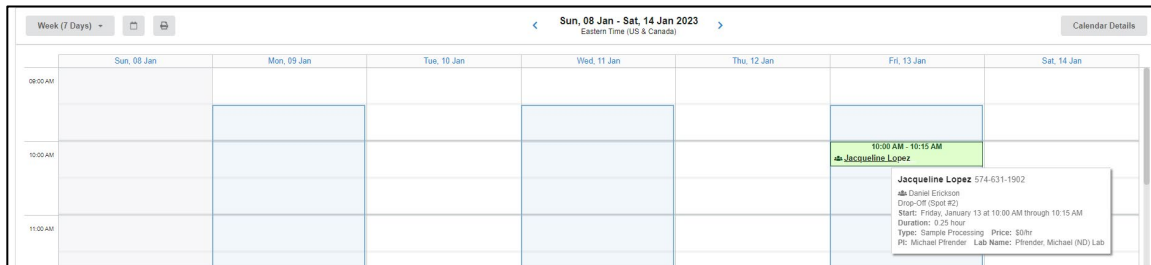 Week (7 Days)
Sun, 08 Jan - Sat, 14 Jan 2023
Eastern Time (US & Canada)
Calendar Details
Sun, 08 Jan
Mon, 09 Jan
Tue, 10 Jan
Wed, 11 Jan
Thu, 12 Jan
Fri, 13 Jan
Sat, 14 Jan
09:00 AM
10:00 AM
10:00 AM - 10:15 AM
Jacqueline Lopez
Jacqueline Lopez 574-631-1902
Daniel Erickson
Drop-Off (Spot #2)
Start: Friday, January 13 at 10:00 AM through 10:15 AM
Duration: 0.25 hour
Type: Sample Processing Price: $0/hr
PI: Michael Pfrender Lab Name: Pfrender, Michael (ND) Lab
11:00 AM